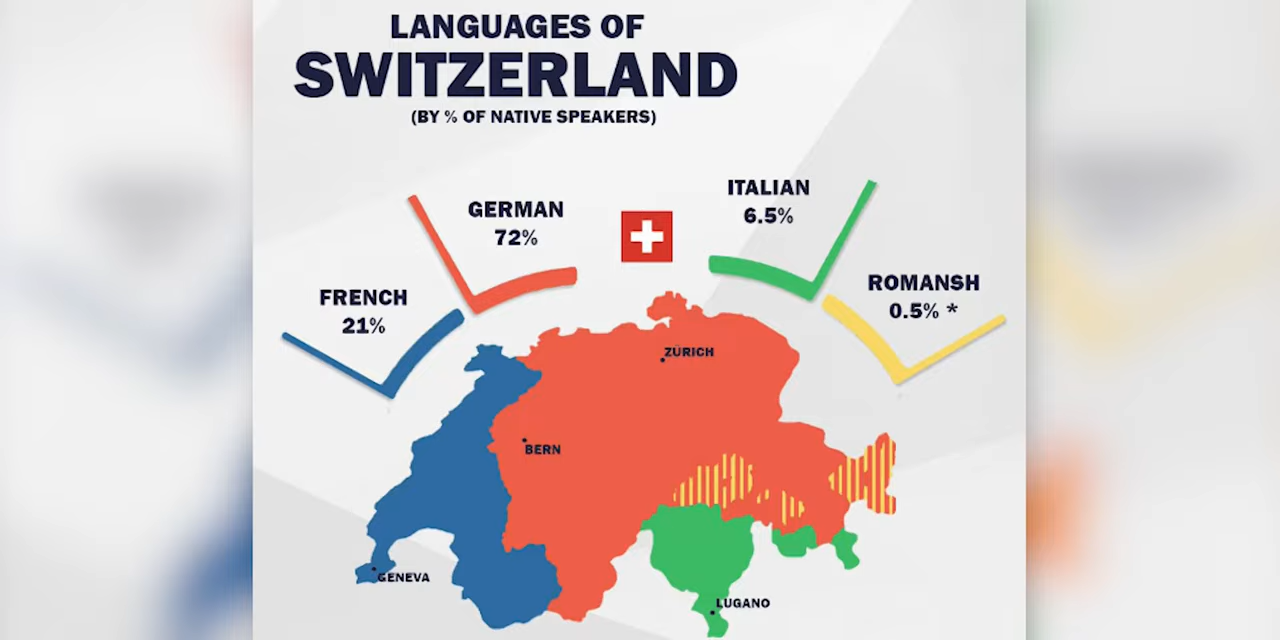 LANGUAGES OF
SWITZERLAND
(BY % OF NATIVE SPEAKERS)
ITALIAN
6.5%
GERMAN
72%
ROMANSH
0.5% *
FRENCH
21%
ZÜRICH
BERN
GENEVA
LUGANO